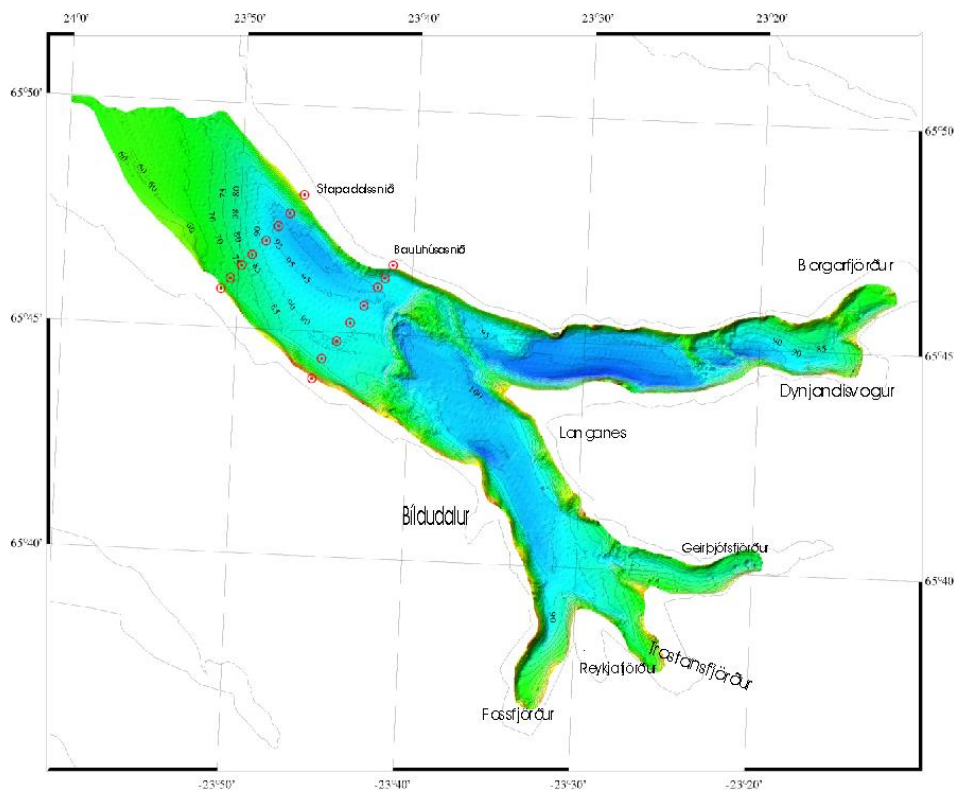 24°0' 23°50' 23°40' 23°30' 23°20'
65°50'
65°50'
Stapadalssnið
Baulhúsasnið
Borgarfjörður
65°45'
65°45'
Dynjandisvogur
Langanes
Bíldudalur
65°40'
Geirþjófsfjörður
65°40'
Trostansfjörður
Reykjafjörður
Fossfjörður
-23°50' -23°40' -23°30' -23°20'